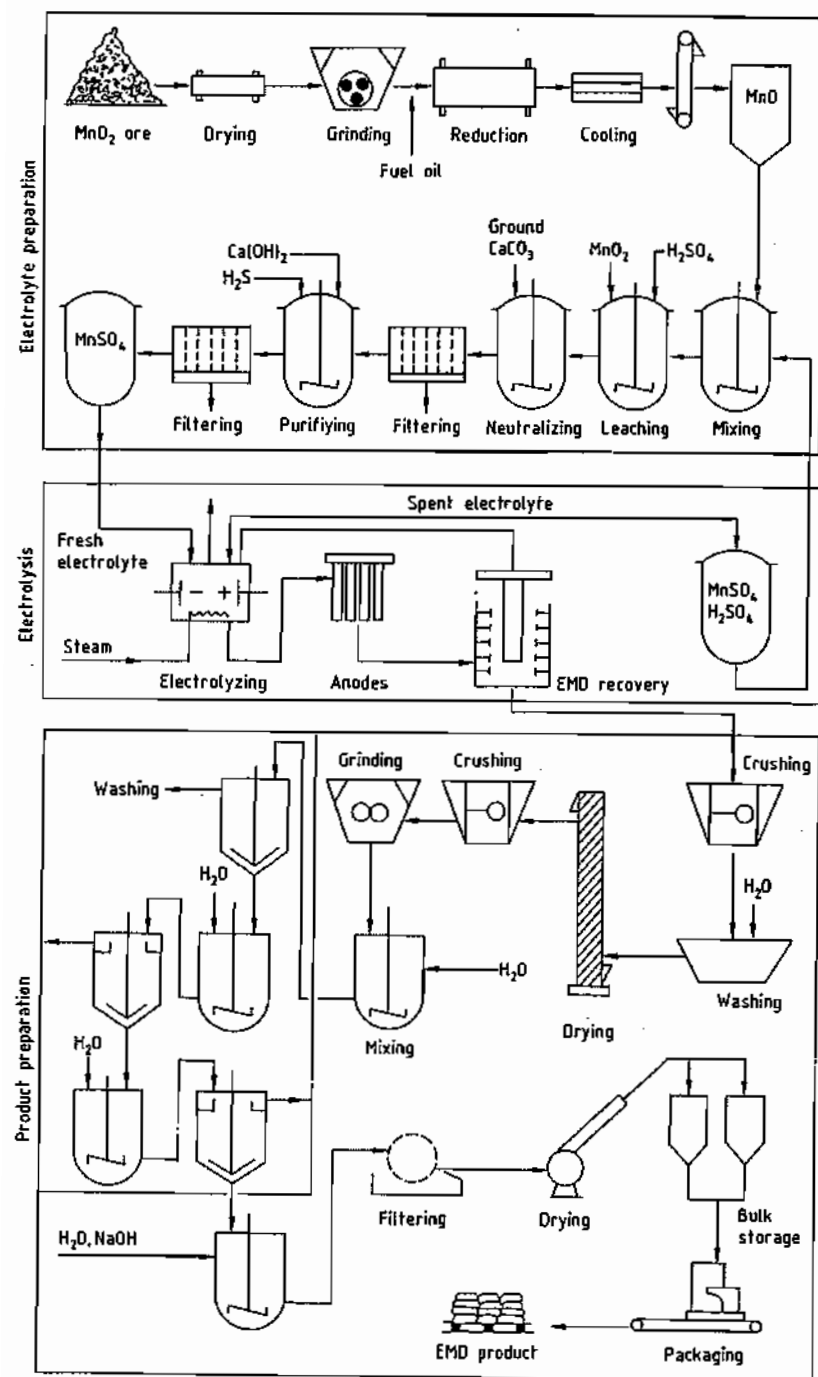 Electrolyte preparation
MnO₂ ore
Drying
Grinding
Fuel oil
Reduction
Cooling
MnO
MnSO₄
Filtering
Ca(OH)₂
H₂S
Purifiying
Filtering
Ground
CaCO₃
Neutralizing
MnO₂
H₂SO₄
Leaching
Mixing
Electrolysis
Spent electrolyte
Fresh
electrolyte
Steam
Electrolyzing
Anodes
EMD recovery
MnSO₄
H₂SO₄
Product preparation
Washing
H₂O
Grinding
Crushing
Crushing
H₂O
Washing
H₂O
Mixing
Drying
H₂O
H₂O, NaOH
Filtering
Drying
Bulk
storage
EMD product
Packaging